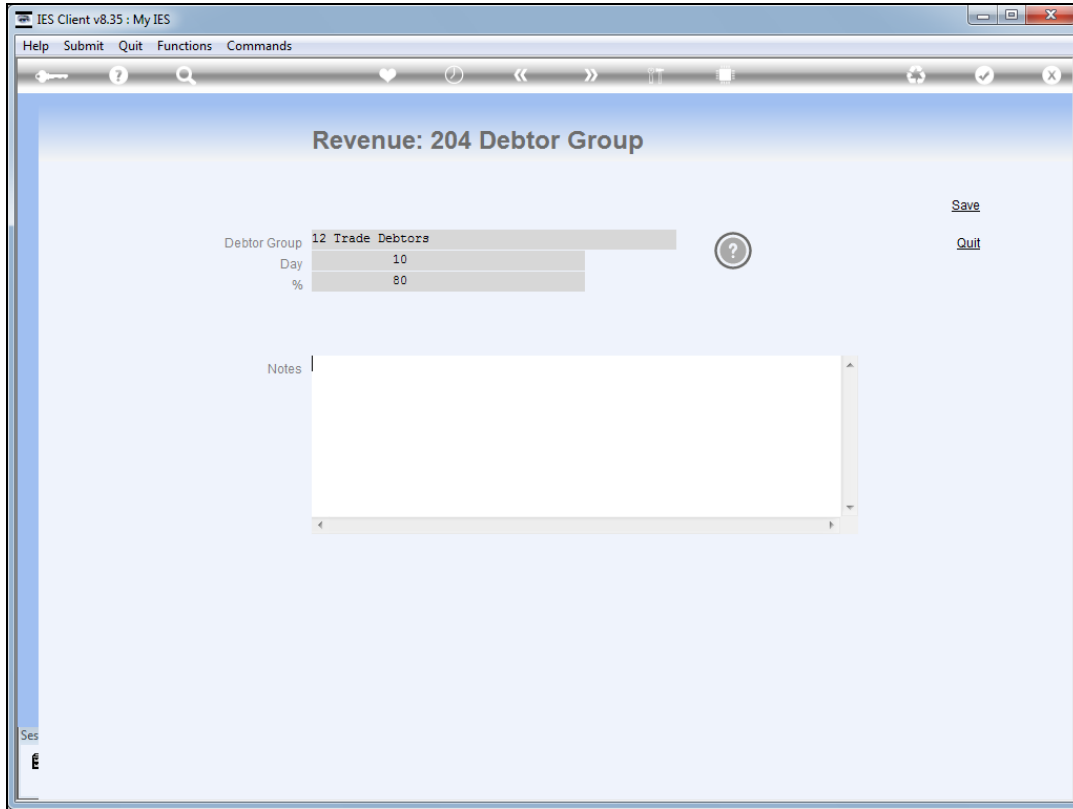 IES Client v8.35 : My IES
Help Submit Quit Functions Commands
Revenue: 204 Debtor Group
Save
Debtor Group 12 Trade Debtors
Quit
Day 10
% 80
Notes
Ses